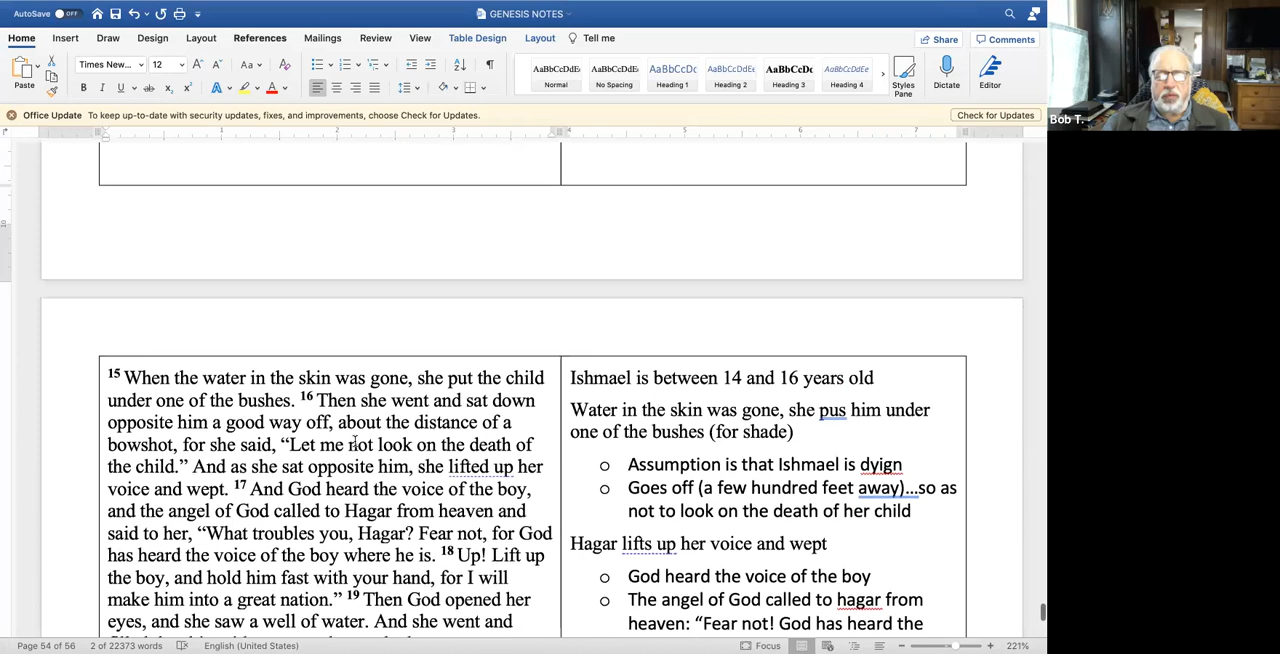 AutoSave OFF GENESIS NOTES
Home Insert Draw Design Layout References Mailings Review View Table Design Layout Tell me Share Comments
Paste Times New... 12 A A Aa A
B I U ab x₂ x² A A
AaBbCcDdEe AaBbCcDdEe AaBbCcDc AaBbCcDdEe AaBbCcDc AaBbCcDdEe
Normal No Spacing Heading 1 Heading 2 Heading 3 Heading 4
Styles Pane Dictate Editor
Office Update To keep up-to-date with security updates, fixes, and improvements, choose Check for Updates. Check for Updates
Bob T.
1 2 3 4 5 6 7
15 When the water in the skin was gone, she put the child
under one of the bushes. 16 Then she went and sat down
opposite him a good way off, about the distance of a
bowshot, for she said, “Let me not look on the death of
the child.” And as she sat opposite him, she lifted up her
voice and wept. 17 And God heard the voice of the boy,
and the angel of God called to Hagar from heaven and
said to her, “What troubles you, Hagar? Fear not, for God
has heard the voice of the boy where he is. 18 Up! Lift up
the boy, and hold him fast with your hand, for I will
make him into a great nation.” 19 Then God opened her
eyes, and she saw a well of water. And she went and
Ishmael is between 14 and 16 years old
Water in the skin was gone, she pus him under
one of the bushes (for shade)
o Assumption is that Ishmael is dyign
o Goes off (a few hundred feet away)…so as
not to look on the death of her child
Hagar lifts up her voice and wept
o God heard the voice of the boy
o The angel of God called to hagar from
heaven: “Fear not! God has heard the
Page 54 of 56 2 of 22373 words English (United States) Focus 221%